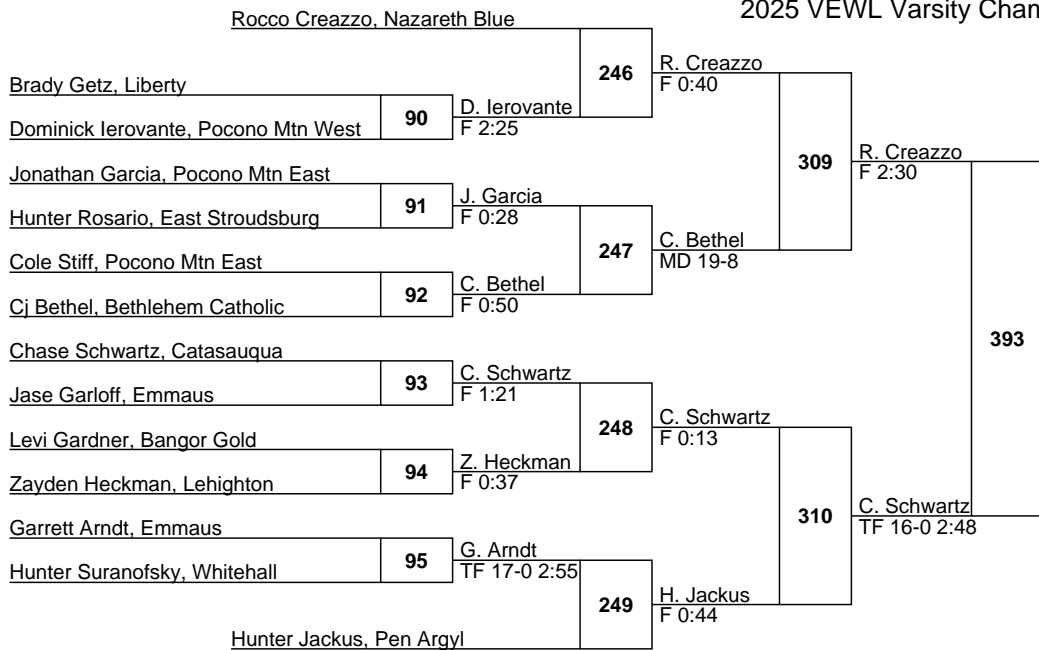 2025 VEWL Varsity Cham
Rocco Creazzo, Nazareth Blue
246
R. Creazzo
F 0:40
Brady Getz, Liberty
90
D. Ierovante
F 2:25
Dominick Ierovante, Pocono Mtn West
309
R. Creazzo
F 2:30
Jonathan Garcia, Pocono Mtn East
91
J. Garcia
F 0:28
Hunter Rosario, East Stroudsburg
247
C. Bethel
MD 19-8
Cole Stiff, Pocono Mtn East
92
C. Bethel
F 0:50
Cj Bethel, Bethlehem Catholic
393
Chase Schwartz, Catasauqua
93
C. Schwartz
F 1:21
Jase Garloff, Emmaus
248
C. Schwartz
F 0:13
Levi Gardner, Bangor Gold
94
Z. Heckman
F 0:37
Zayden Heckman, Lehighton
310
C. Schwartz
TF 16-0 2:48
Garrett Arndt, Emmaus
95
G. Arndt
TF 17-0 2:55
Hunter Suranofsky, Whitehall
249
H. Jackus
F 0:44
Hunter Jackus, Pen Argyl